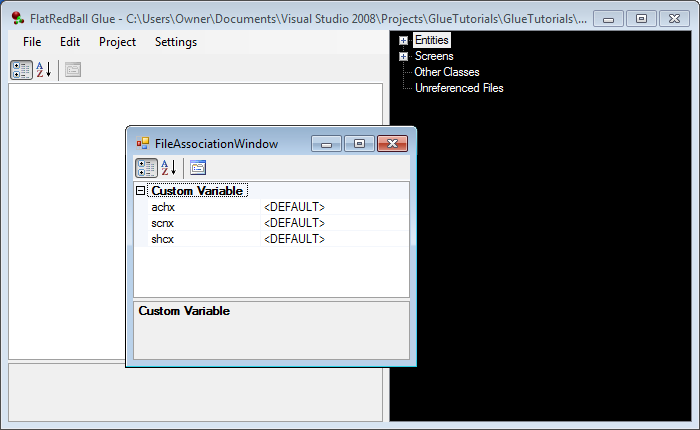 FlatRedBall Glue - C:\Users\Owner\Documents\Visual Studio 2008\Projects\GlueTutorials\GlueTutorials\...
File Edit Project Settings
Entities
Screens
Other Classes
Unreferenced Files
FileAssociationWindow
Custom Variable
achx <DEFAULT>
scnx <DEFAULT>
shcx <DEFAULT>
Custom Variable